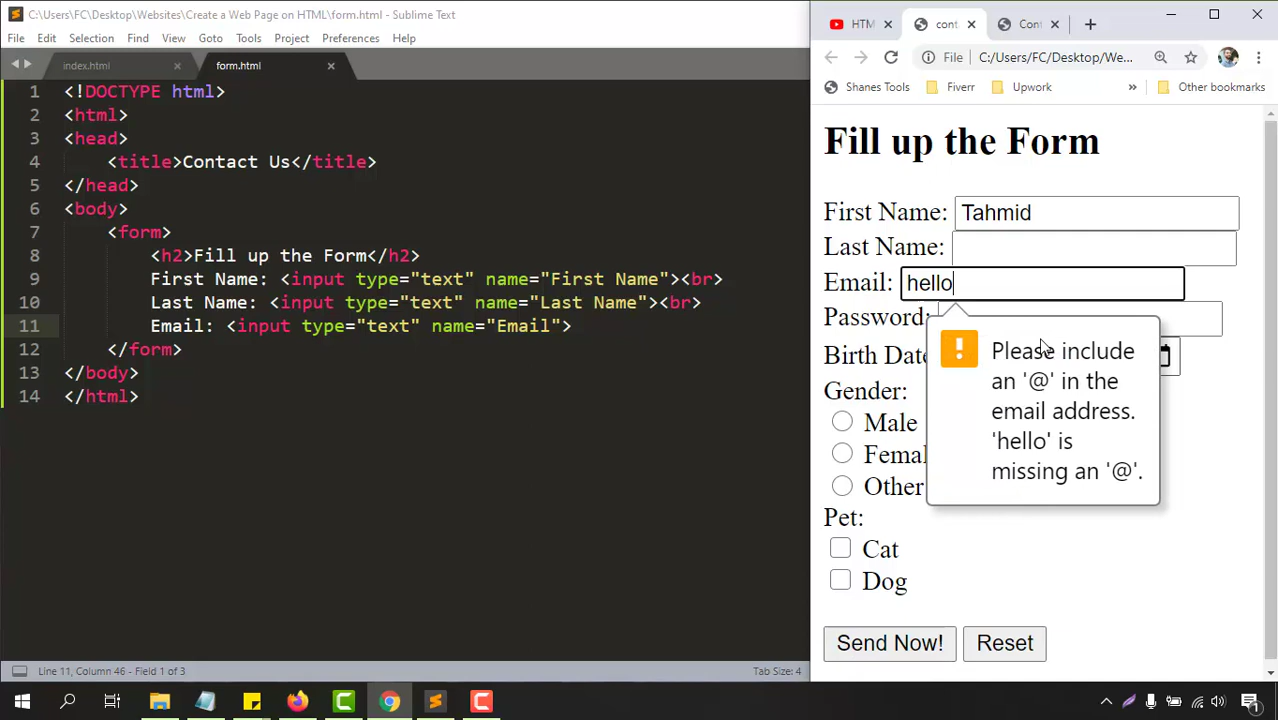 C:\Users\FC\Desktop\Websites\Create a Web Page on HTML\form.html - Sublime Text
File Edit Selection Find View Goto Tools Project Preferences Help
index.html
form.html
1 <!DOCTYPE html>
2 <html>
3 <head>
4 <title>Contact Us</title>
5 </head>
6 <body>
7 <form>
8 <h2>Fill up the Form</h2>
9 First Name: <input type="text" name="First Name"><br>
10 Last Name: <input type="text" name="Last Name"><br>
11 Email: <input type="text" name="Email">
12 </form>
13 </body>
14 </html>
Line 11, Column 46 - Field 1 of 3
Tab Size: 4
HTM
cont
Cont
File
C:/Users/FC/Desktop/We...
Shanes Tools
Fiverr
Upwork
»
Other bookmarks
Fill up the Form
First Name: Tahmid
Last Name:
Email: hello
Password:
Birth Date
Please include
an '@' in the
email address.
'hello' is
missing an '@'.
Gender:
Male
Femal
Other
Pet:
Cat
Dog
Send Now!
Reset
1